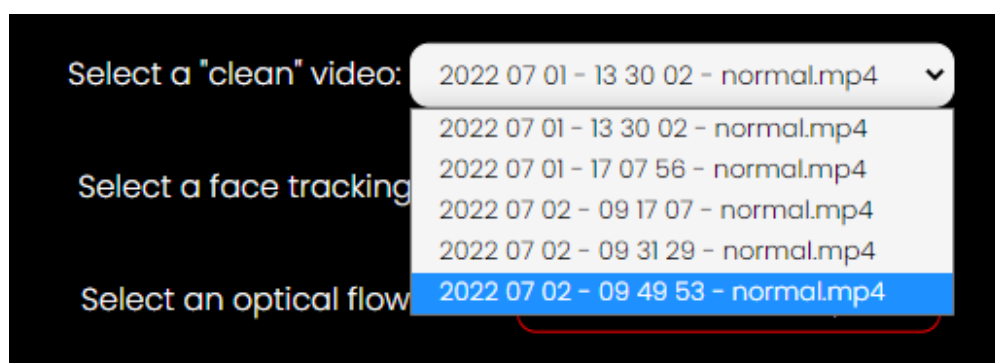 Select a "clean" video: 2022 07 01 - 13 30 02 - normal.mp4
2022 07 01 - 13 30 02 - normal.mp4
2022 07 01 - 17 07 56 - normal.mp4
Select a face tracking
2022 07 02 - 09 17 07 - normal.mp4
2022 07 02 - 09 31 29 - normal.mp4
Select an optical flow
2022 07 02 - 09 49 53 - normal.mp4